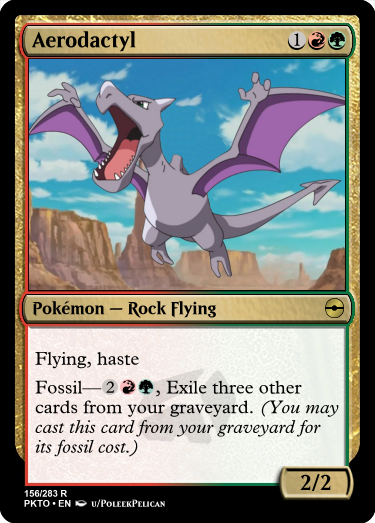 Aerodactyl 1
Pokémon — Rock Flying
Flying, haste
Fossil—2, Exile three other
cards from your graveyard. (You may
cast this card from your graveyard for
its fossil cost.)
2/2
156/283 R
PKTO • EN u/PoleekPelican